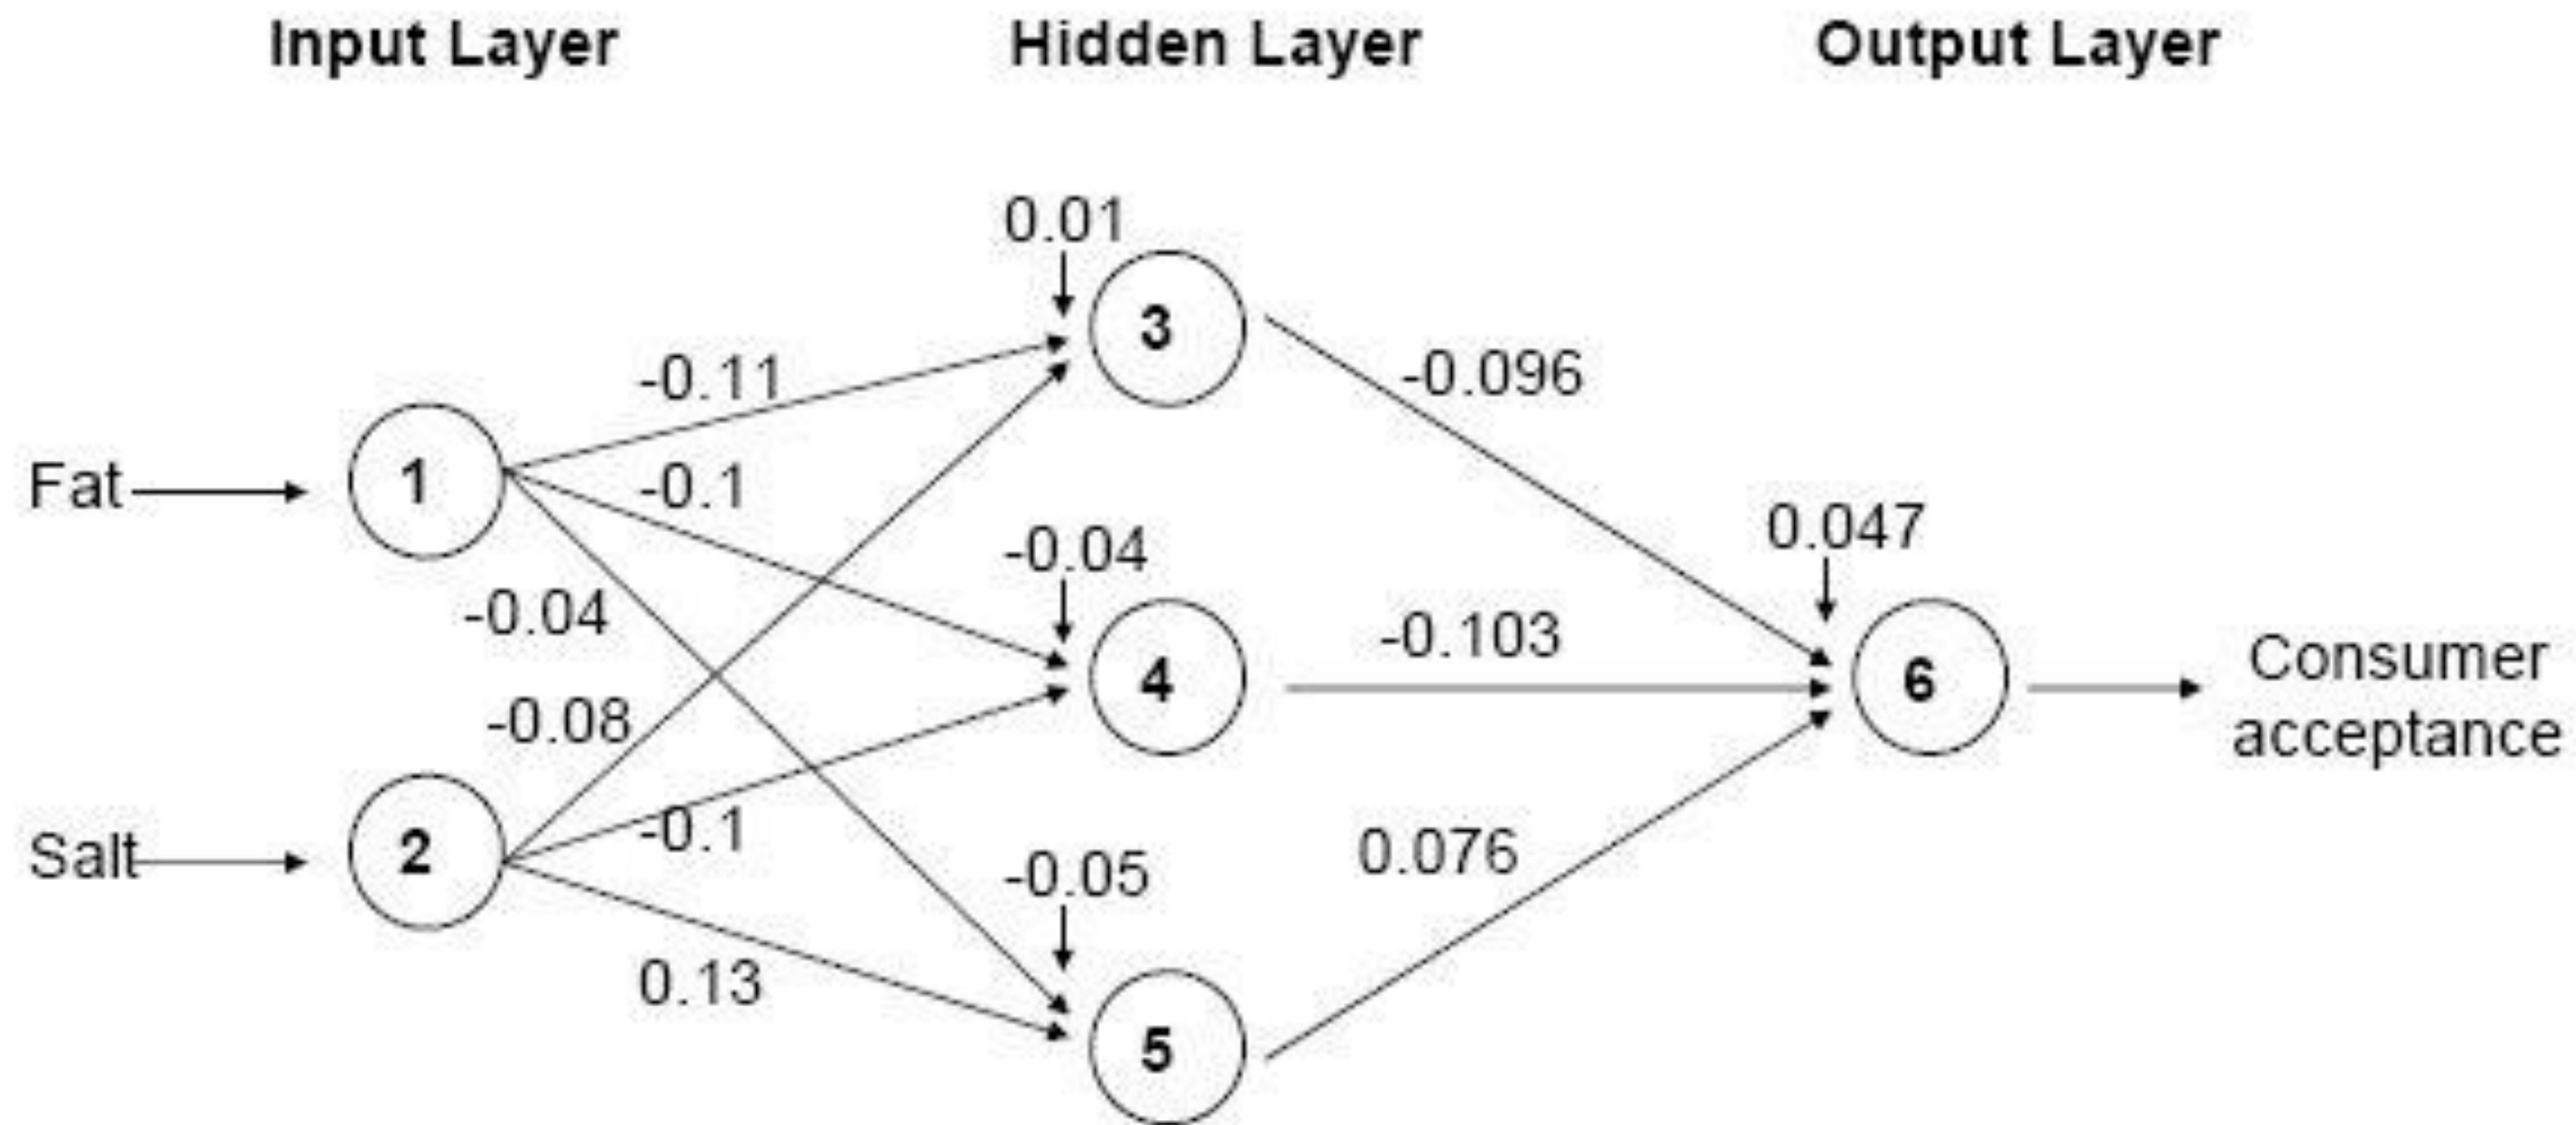 Input Layer
Hidden Layer
Output Layer
0.01
3
-0.11
-0.096
1
Fat
-0.1
0.047
-0.04
-0.04
-0.103
4
6
Consumer
acceptance
-0.08
2
Salt
-0.1
0.076
-0.05
0.13
5